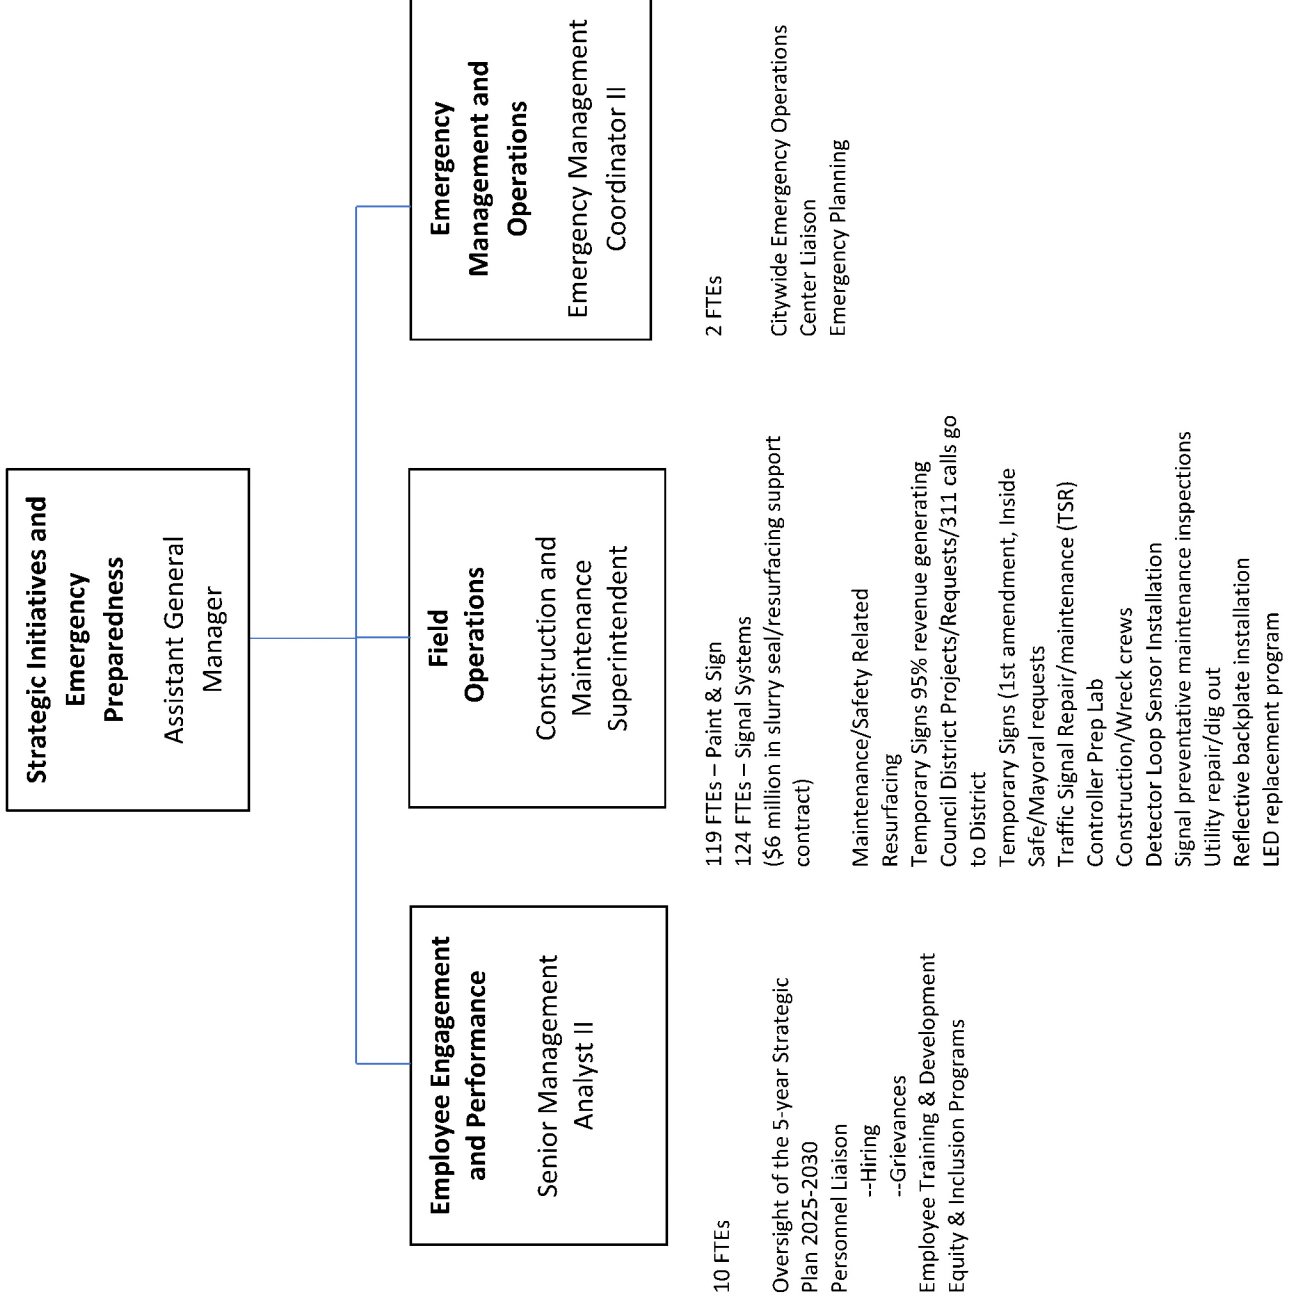 Strategic Initiatives and
Emergency
Preparedness
Assistant General
Manager
Employee Engagement
and Performance
Senior Management
Analyst II
10 FTEs
Oversight of the 5-year Strategic
Plan 2025-2030
Personnel Liaison
--Hiring
--Grievances
Employee Training & Development
Equity & Inclusion Programs
Field
Operations
Construction and
Maintenance
Superintendent
119 FTEs – Paint & Sign
124 FTEs – Signal Systems
($6 million in slurry seal/resurfacing support
contract)
Maintenance/Safety Related
Resurfacing
Temporary Signs 95% revenue generating
Council District Projects/Requests/311 calls go
to District
Temporary Signs (1st amendment, Inside
Safe/Mayoral requests
Traffic Signal Repair/maintenance (TSR)
Controller Prep Lab
Construction/Wreck crews
Detector Loop Sensor Installation
Signal preventative maintenance inspections
Utility repair/dig out
Reflective backplate installation
LED replacement program
Emergency
Management and
Operations
Emergency Management
Coordinator II
2 FTEs
Citywide Emergency Operations
Center Liaison
Emergency Planning